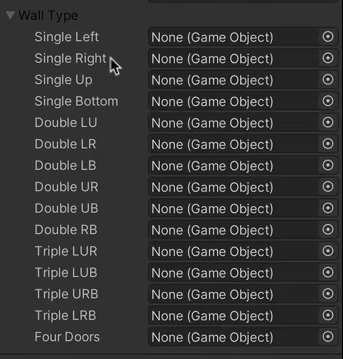 Wall Type
Single Left None (Game Object)
Single Right None (Game Object)
Single Up None (Game Object)
Single Bottom None (Game Object)
Double LU None (Game Object)
Double LR None (Game Object)
Double LB None (Game Object)
Double UR None (Game Object)
Double UB None (Game Object)
Double RB None (Game Object)
Triple LUR None (Game Object)
Triple LUB None (Game Object)
Triple URB None (Game Object)
Triple LRB None (Game Object)
Four Doors None (Game Object)